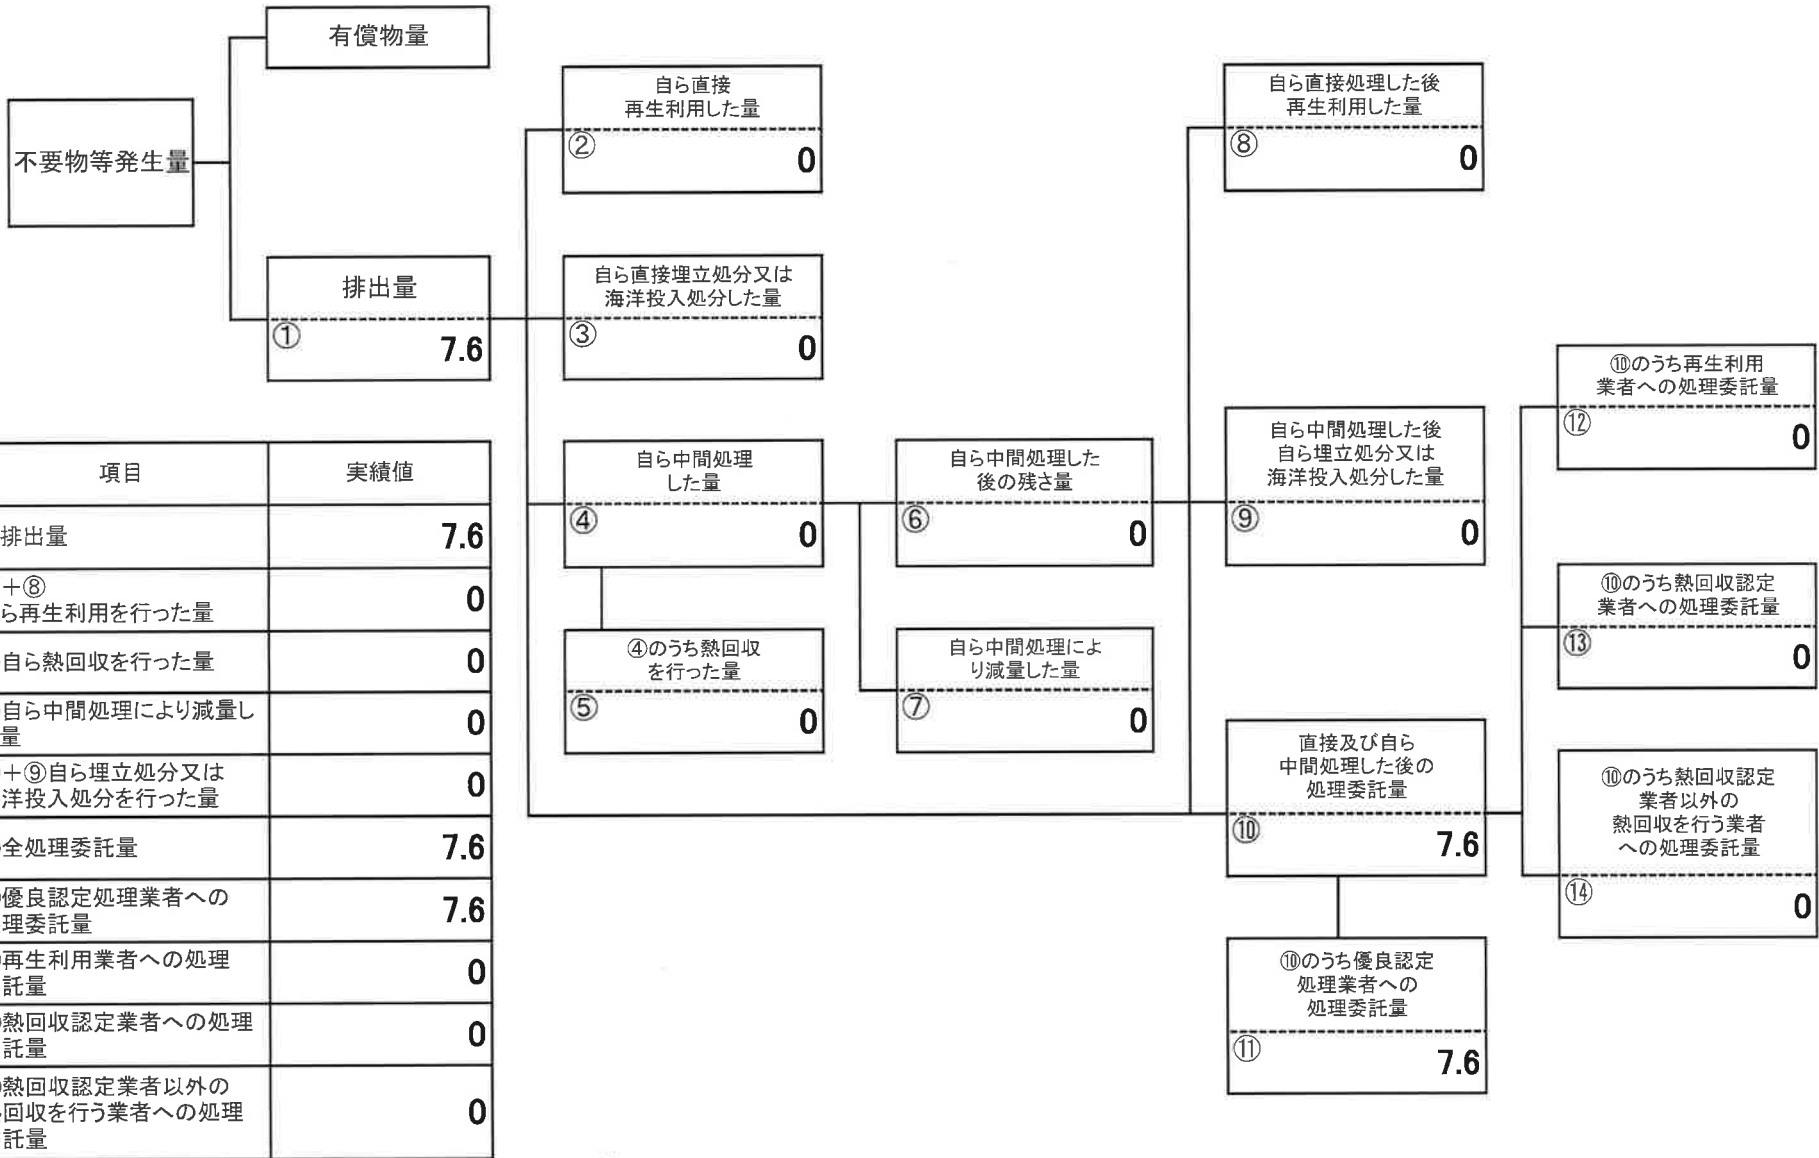 有償物量
不要物等発生量
排出量
①
7.6
自ら直接
再生利用した量
②
0
自ら直接埋立処分又は
海洋投入処分した量
③
0
自ら中間処理
した量
④
0
④のうち熱回収
を行った量
⑤
0
自ら中間処理した
後の残さ量
⑥
0
自ら中間処理によ
り減量した量
⑦
0
自ら直接処理した後
再生利用した量
⑧
0
自ら中間処理した後
自ら埋立処分又は
海洋投入処分した量
⑨
0
直接及び自ら
中間処理した後の
処理委託量
⑩
7.6
⑩のうち優良認定
処理業者への
処理委託量
⑪
7.6
⑩のうち再生利用
業者への処理委託量
⑫
0
⑩のうち熱回収認定
業者への処理委託量
⑬
0
⑩のうち熱回収認定
業者以外の
熱回収を行う業者
への処理委託量
⑭
0
項目 実績値
排出量 7.6
+⑧
ら再生利用を行った量 0
自ら熱回収を行った量 0
自ら中間処理により減量し
量 0
+⑨自ら埋立処分又は
洋投入処分を行った量 0
全処理委託量 7.6
優良認定処理業者への
理委託量 7.6
再生利用業者への処理
託量 0
熱回収認定業者への処理
託量 0
熱回収認定業者以外の
回収を行う業者への処理
託量 0